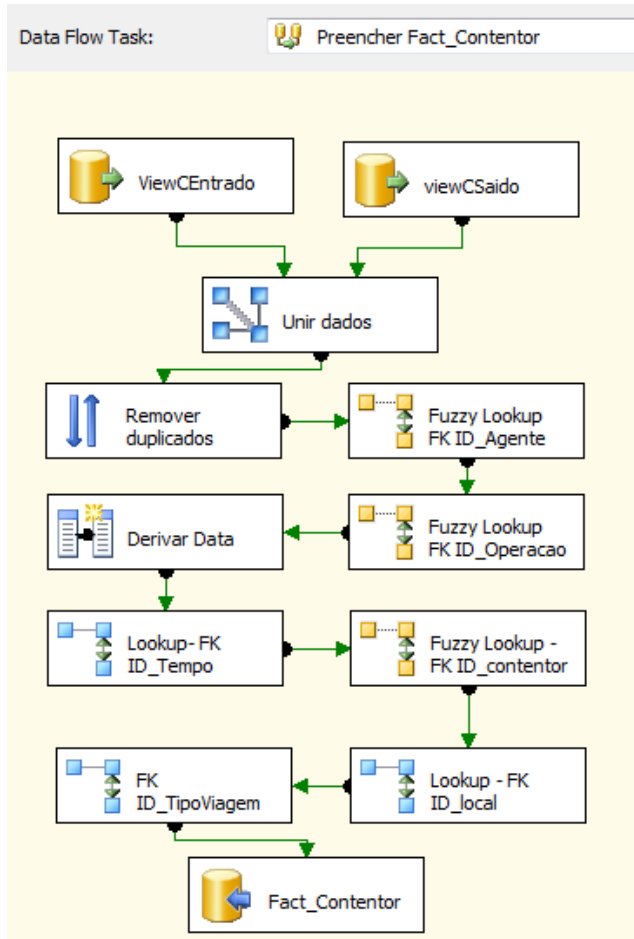 Data Flow Task:
Preencher Fact_Contentor
ViewCEntrado
viewCSaido
Unir dados
Remover
duplicados
Fuzzy Lookup
FK ID_Agente
Derivar Data
Fuzzy Lookup
FK ID_Operacao
Lookup- FK
ID_Tempo
Fuzzy Lookup -
FK ID_contentor
FK
ID_TipoViagem
Lookup - FK
ID_local
Fact_Contentor